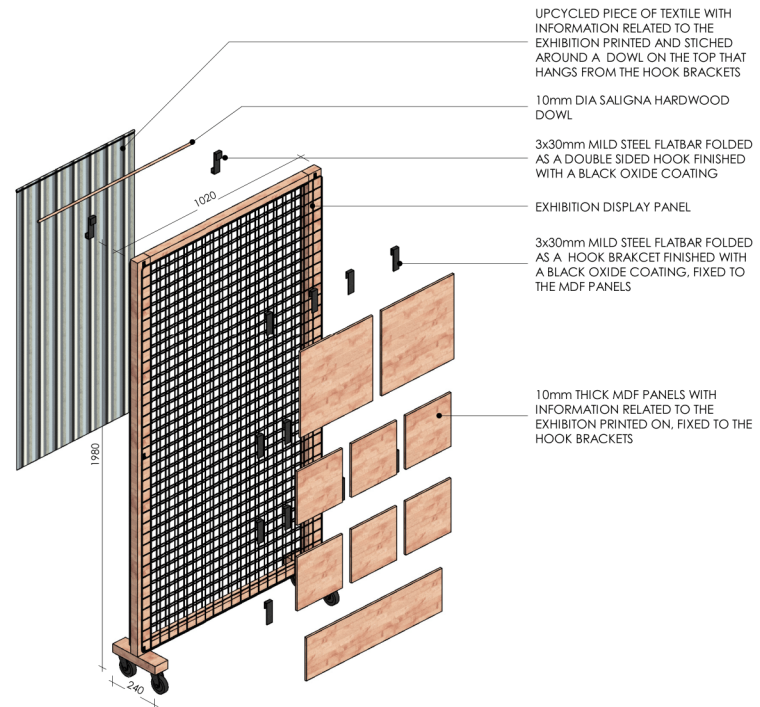 UPCYCLED PIECE OF TEXTILE WITH
INFORMATION RELATED TO THE
EXHIBITION PRINTED AND STICHED
AROUND A DOWL ON THE TOP THAT
HANGS FROM THE HOOK BRACKETS
10mm DIA SALIGNA HARDWOOD
DOWL
3x30mm MILD STEEL FLATBAR FOLDED
AS A DOUBLE SIDED HOOK FINISHED
WITH A BLACK OXIDE COATING
1020
EXHIBITION DISPLAY PANEL
3x30mm MILD STEEL FLATBAR FOLDED
AS A HOOK BRAKCET FINISHED WITH
A BLACK OXIDE COATING, FIXED TO
THE MDF PANELS
10mm THICK MDF PANELS WITH
INFORMATION RELATED TO THE
EXHIBITON PRINTED ON, FIXED TO THE
HOOK BRACKETS
1980
240